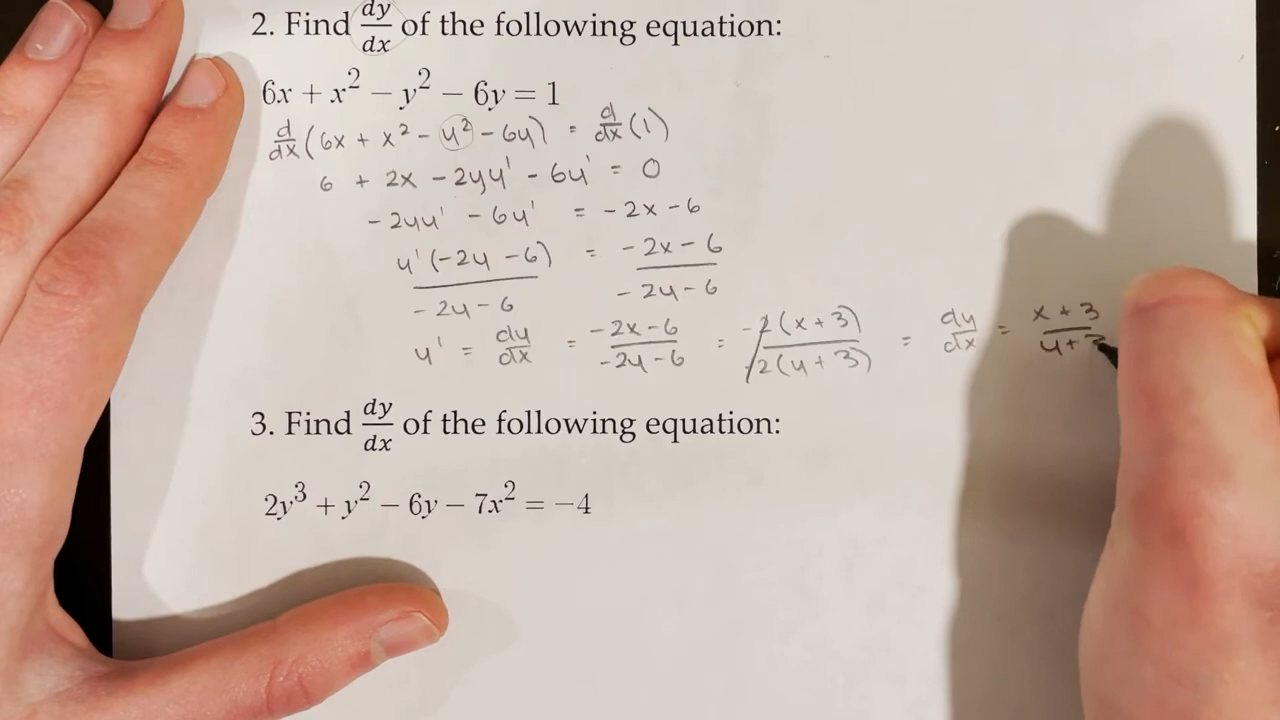 2. Find dy/dx of the following equation:
6x + x² − y² − 6y = 1
d/dx (6x + x² - y² - 6y) = d/dx (1)
6 + 2x - 2yy' - 6y' = 0
- 2yy' - 6y' = - 2x - 6
y' (-2y - 6) / -2y - 6 = -2x - 6 / -2y - 6
y' = dy/dx = -2x - 6 / -2y - 6 = -2(x + 3) / -2(y + 3) = dy/dx = x + 3 / y + 3
3. Find dy/dx of the following equation:
2y³ + y² − 6y − 7x² = −4